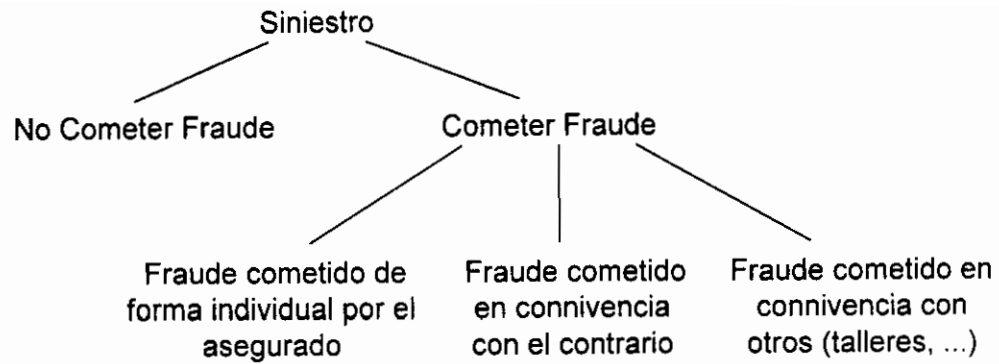 Siniestro
No Cometer Fraude
Cometer Fraude
Fraude cometido de
forma individual por el
asegurado
Fraude cometido
en connivencia
con el contrario
Fraude cometido en
connivencia con
otros (talleres, ...)